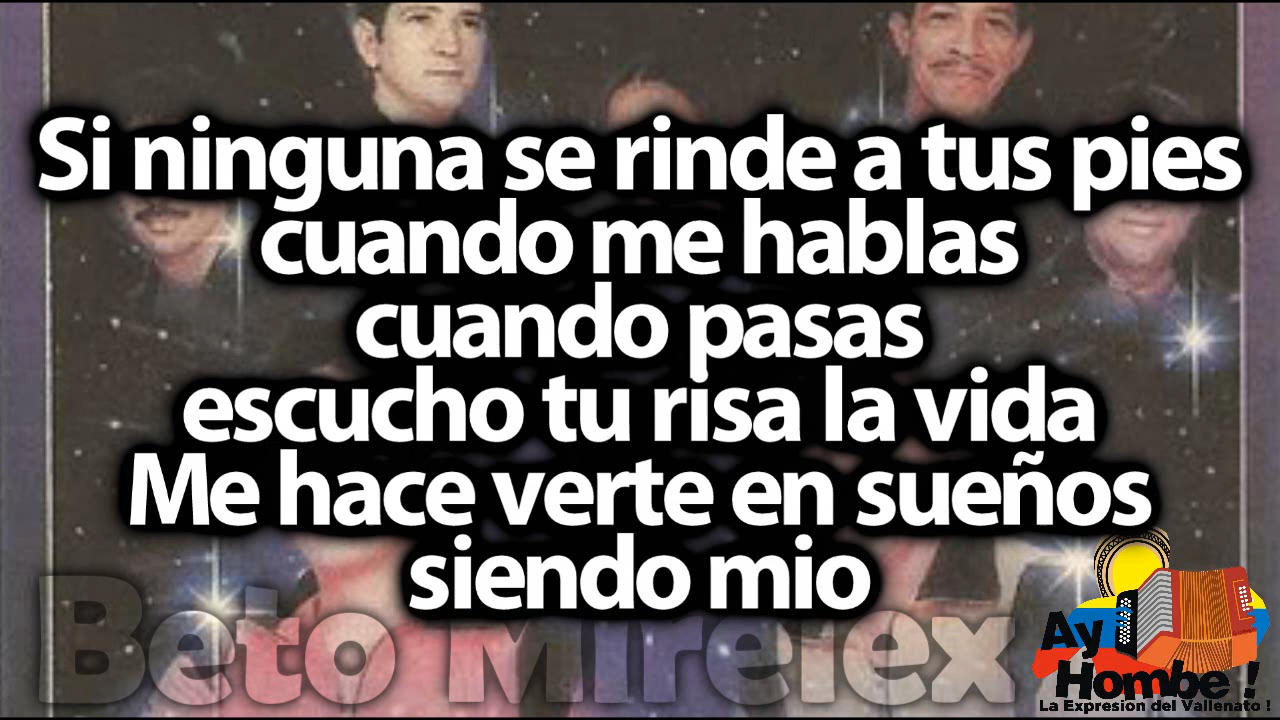 Si ninguna se rinde a tus pies
cuando me hablas
cuando pasas
escucho tu risa la vida
Me hace verte en sueños
siendo mio
Beto Mirelex
Ay
Hombe !
La Expresion del Vallenato !